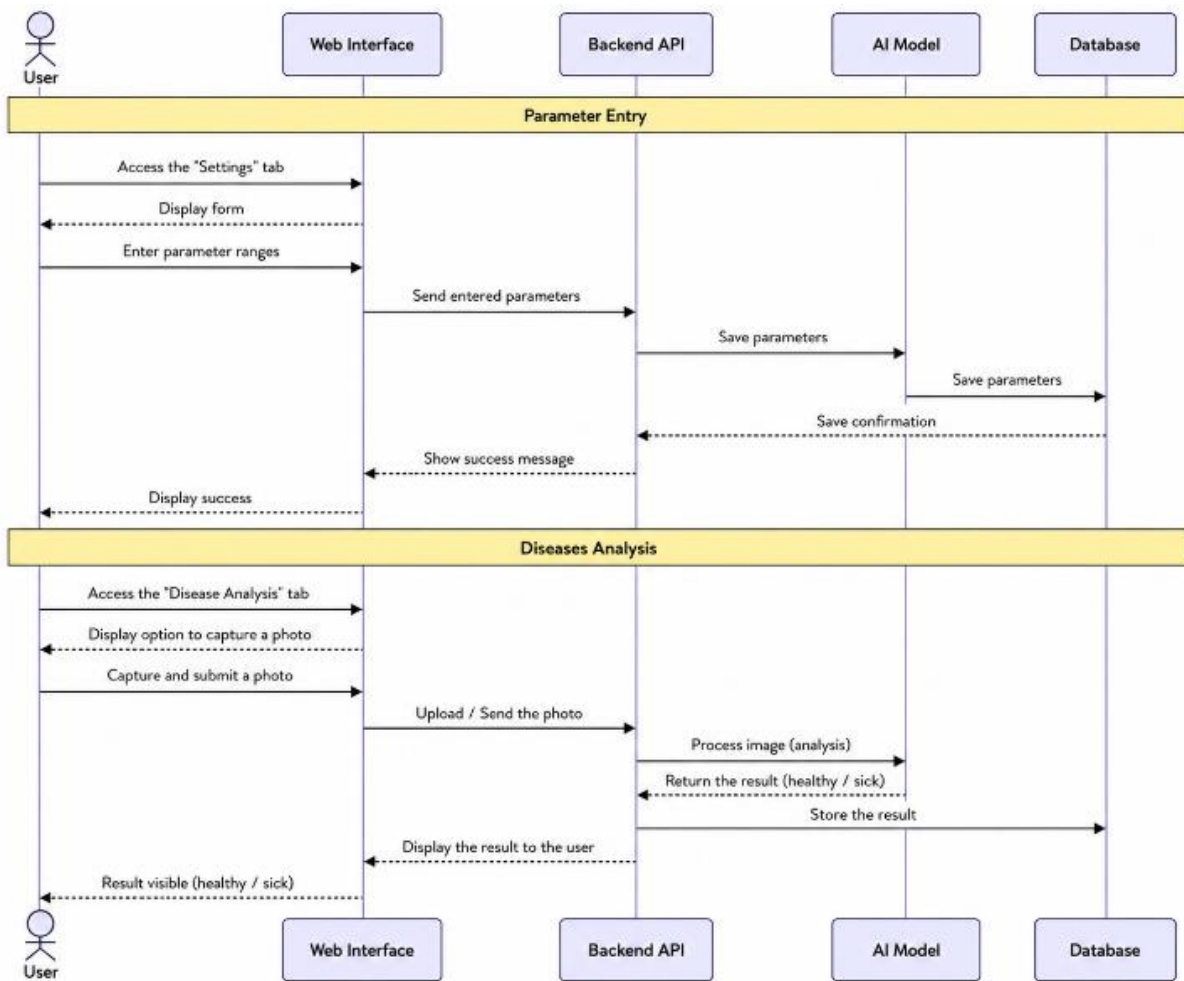 User
Web Interface
Backend API
AI Model
Database
Parameter Entry
Access the "Settings" tab
Display form
Enter parameter ranges
Send entered parameters
Save parameters
Save parameters
Save confirmation
Show success message
Display success
Diseases Analysis
Access the "Disease Analysis" tab
Display option to capture a photo
Capture and submit a photo
Upload / Send the photo
Process image (analysis)
Return the result (healthy / sick)
Store the result
Display the result to the user
Result visible (healthy / sick)
User
Web Interface
Backend API
AI Model
Database